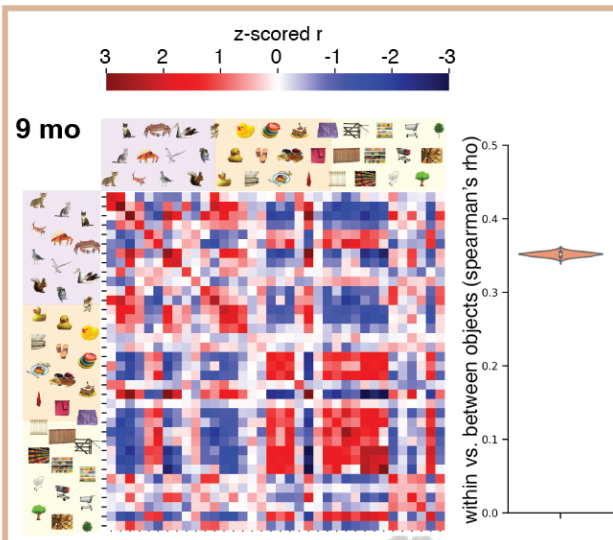 z-scored r
3 2 1 0 -1 -2 -3
9 mo
within vs. between objects (spearman's rho)
0.5
0.4
0.3
0.2
0.1
0.0